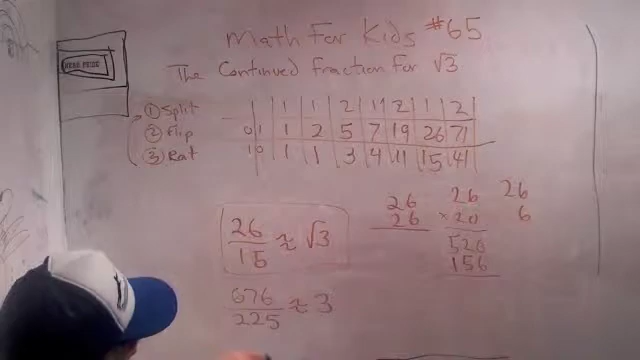 Math For Kids #65
The Continued Fraction for √3
① Split
② Flip
③ Rat
1 1 2 1 2 1 2
0 1 1 2 5 7 19 26 71
1 0 1 1 3 4 11 15 41
26/15 ≈ √3
676/225 ≈ 3
26
26
26
×20
520
156
26
6